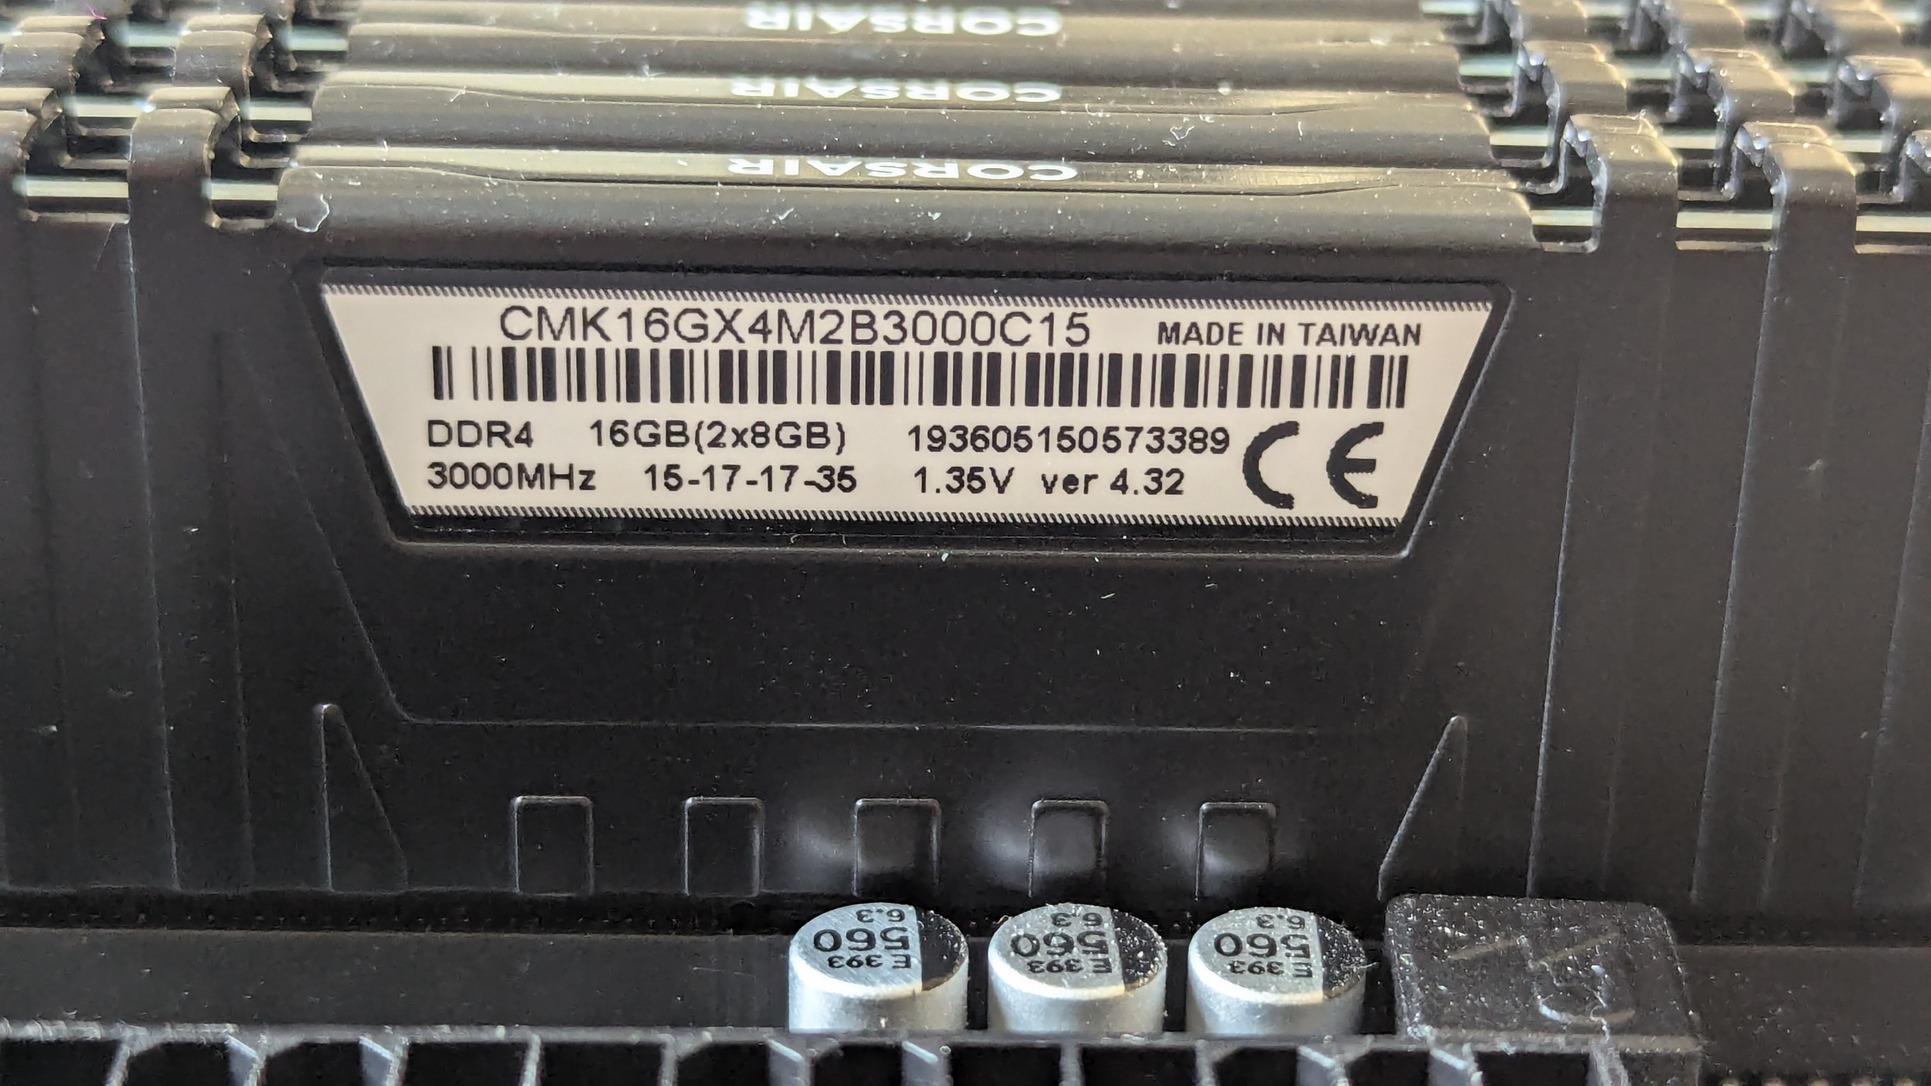 CORSAIR
CORSAIR
CORSAIR
CMK16GX4M2B3000C15 MADE IN TAIWAN
DDR4 16GB(2x8GB) 193605150573389 CE
3000MHz 15-17-17-35 1.35V ver 4.32
E 393
560
6.3
E 393
560
6.3
E 393
560
6.3